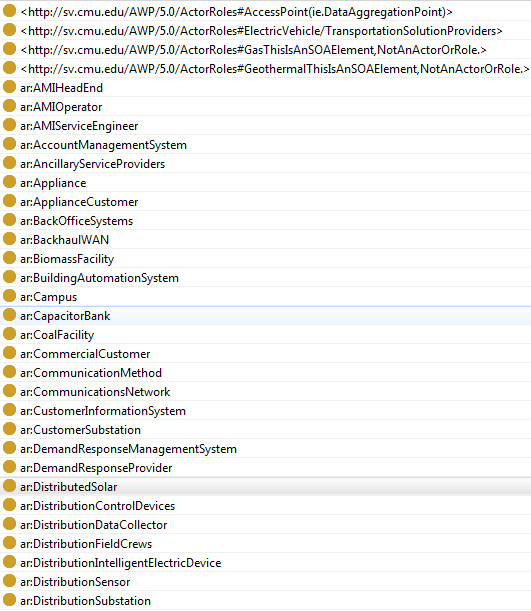 <http://sv.cmu.edu/AWP/5.0/ActorRoles#AccessPoint(ie.DataAggregationPoint)>
<http://sv.cmu.edu/AWP/5.0/ActorRoles#ElectricVehicle/TransportationSolutionProviders>
<http://sv.cmu.edu/AWP/5.0/ActorRoles#GasThisIsAnSOAElement,NotAnActorOrRole.>
<http://sv.cmu.edu/AWP/5.0/ActorRoles#GeothermalThisIsAnSOAElement,NotAnActorOrRole.>
ar:AMIHeadEnd
ar:AMIOperator
ar:AMIServiceEngineer
ar:AccountManagementSystem
ar:AncillaryServiceProviders
ar:Appliance
ar:ApplianceCustomer
ar:BackOfficeSystems
ar:BackhaulWAN
ar:BiomassFacility
ar:BuildingAutomationSystem
ar:Campus
ar:CapacitorBank
ar:CoalFacility
ar:CommercialCustomer
ar:CommunicationMethod
ar:CommunicationsNetwork
ar:CustomerInformationSystem
ar:CustomerSubstation
ar:DemandResponseManagementSystem
ar:DemandResponseProvider
ar:DistributedSolar
ar:DistributionControlDevices
ar:DistributionDataCollector
ar:DistributionFieldCrews
ar:DistributionIntelligentElectricDevice
ar:DistributionSensor
ar:DistributionSubstation